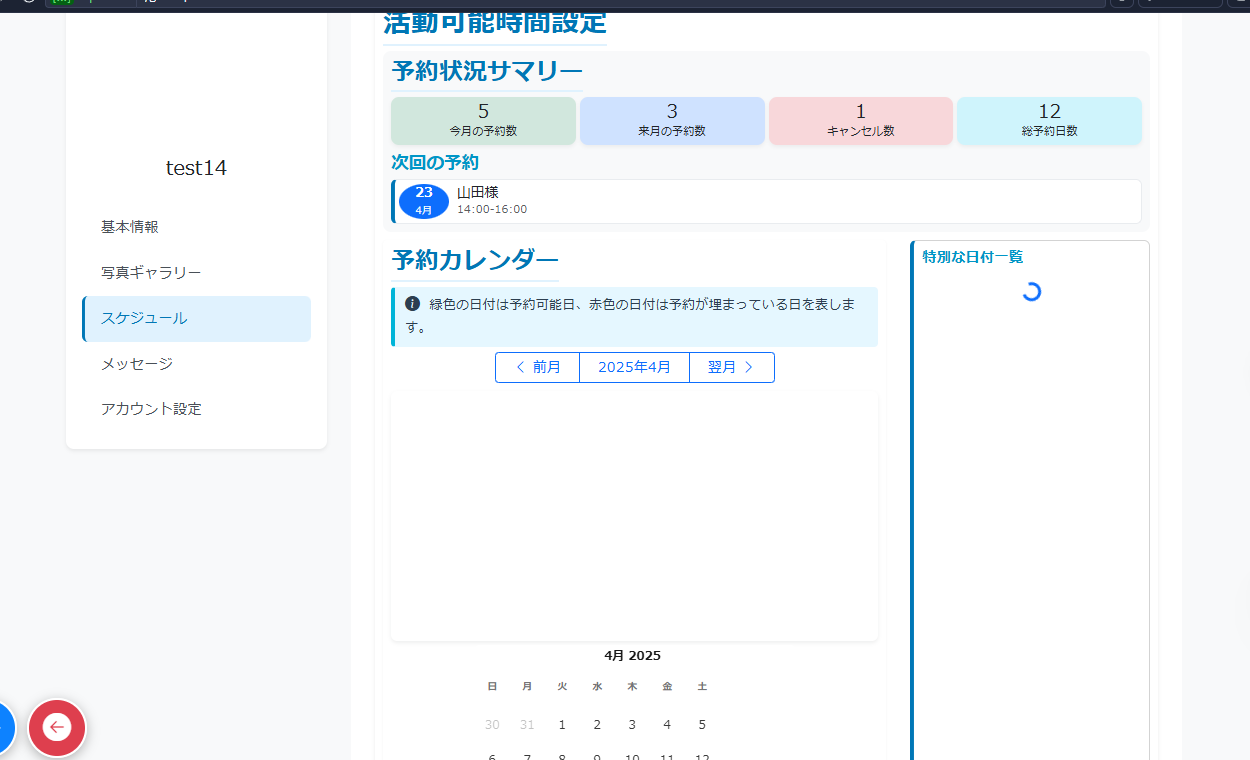 活動可能時間設定
予約状況サマリー
5
今月の予約数
3
来月の予約数
1
キャンセル数
12
総予約日数
次回の予約
23
4月
山田様
14:00-16:00
test14
基本情報
写真ギャラリー
スケジュール
メッセージ
アカウント設定
予約カレンダー
緑色の日付は予約可能日、赤色の日付は予約が埋まっている日を表しま
す。
前月 2025年4月 翌月
特別な日付一覧
4月 2025
日 月 火 水 木 金 土
30 31 1 2 3 4 5
6 7 8 9 10 11 12